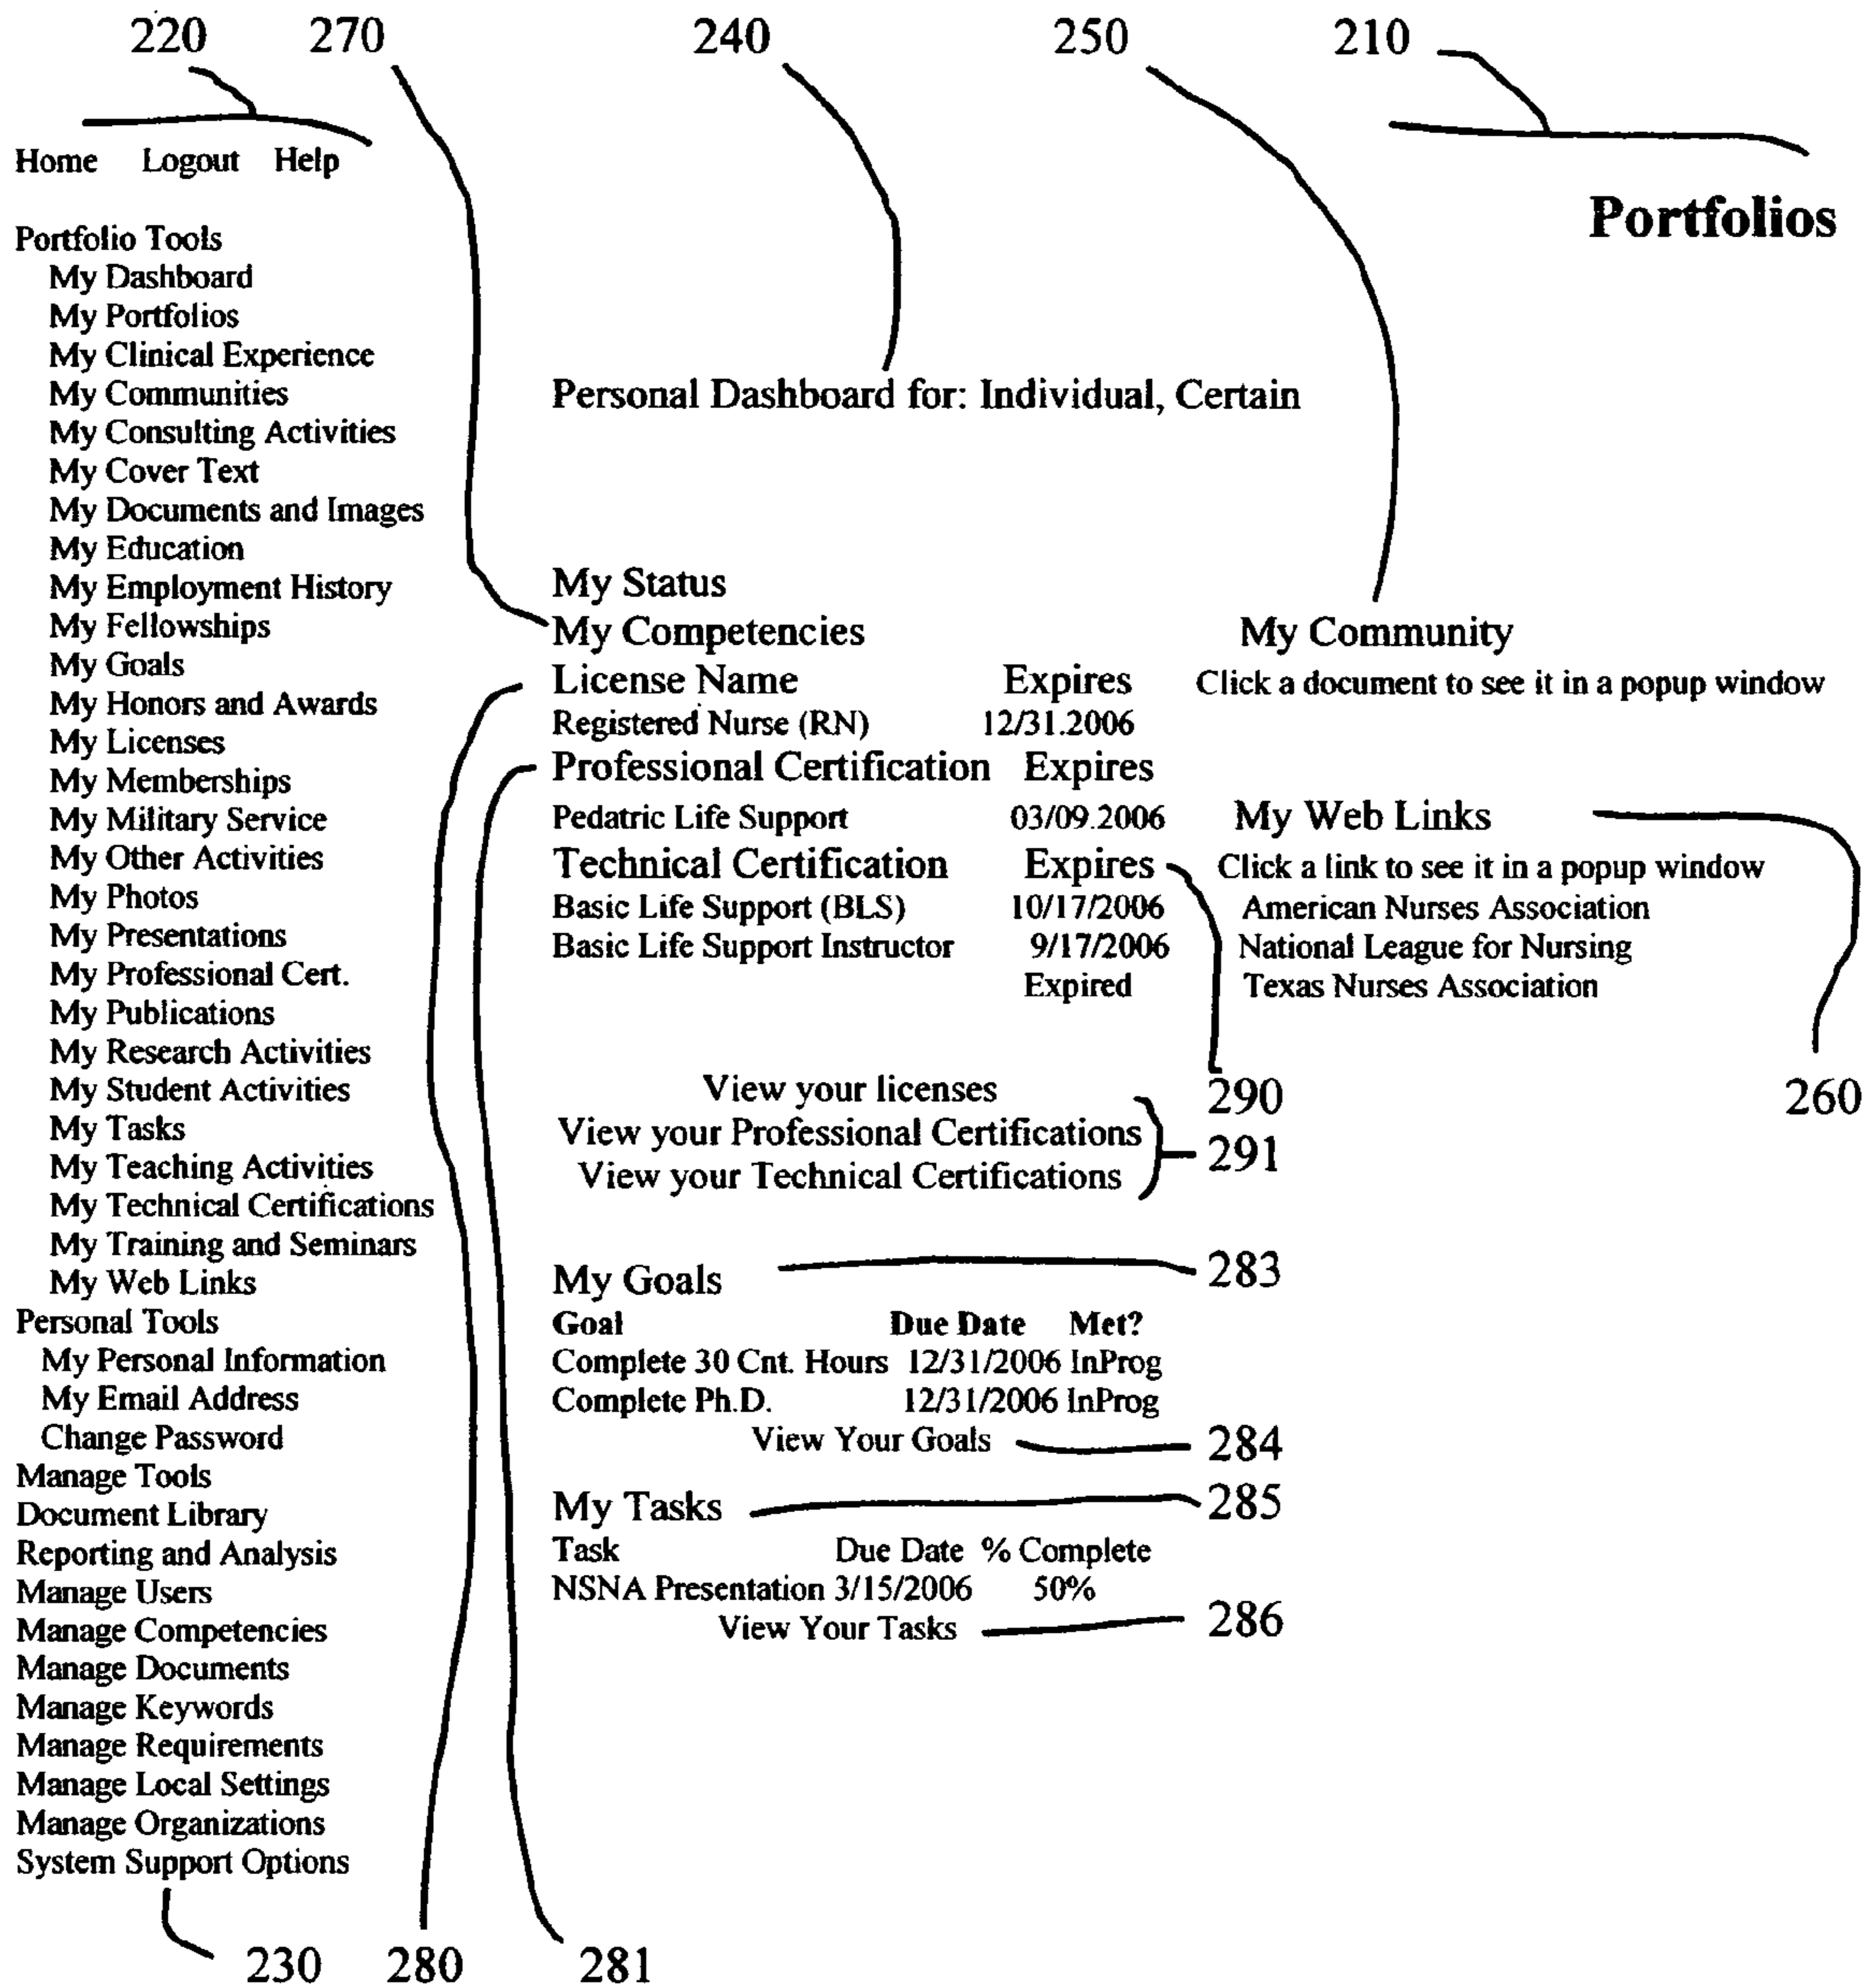 220 270 240 250 210
Home Logout Help
Portfolios
Portfolio Tools
My Dashboard
My Portfolios
My Clinical Experience
My Communities
My Consulting Activities
My Cover Text
My Documents and Images
My Education
My Employment History
My Fellowships
My Goals
My Honors and Awards
My Licenses
My Memberships
My Military Service
My Other Activities
My Photos
My Presentations
My Professional Cert.
My Publications
My Research Activities
My Student Activities
My Tasks
My Teaching Activities
My Technical Certifications
My Training and Seminars
My Web Links
Personal Tools
My Personal Information
My Email Address
Change Password
Manage Tools
Document Library
Reporting and Analysis
Manage Users
Manage Competencies
Manage Documents
Manage Keywords
Manage Requirements
Manage Local Settings
Manage Organizations
System Support Options
Personal Dashboard for: Individual, Certain
My Status
My Competencies
License Name Expires
Registered Nurse (RN) 12/31.2006
Professional Certification Expires
Pedatric Life Support 03/09.2006
Technical Certification Expires
Basic Life Support (BLS) 10/17/2006
Basic Life Support Instructor 9/17/2006
Expired
View your licenses 290
View your Professional Certifications
View your Technical Certifications
291
My Goals 283
Goal Due Date Met?
Complete 30 Cnt. Hours 12/31/2006 InProg
Complete Ph.D. 12/31/2006 InProg
View Your Goals 284
My Tasks 285
Task Due Date % Complete
NSNA Presentation 3/15/2006 50%
View Your Tasks 286
My Community
Click a document to see it in a popup window
My Web Links
Click a link to see it in a popup window
American Nurses Association
National League for Nursing
Texas Nurses Association
260
230 280 281